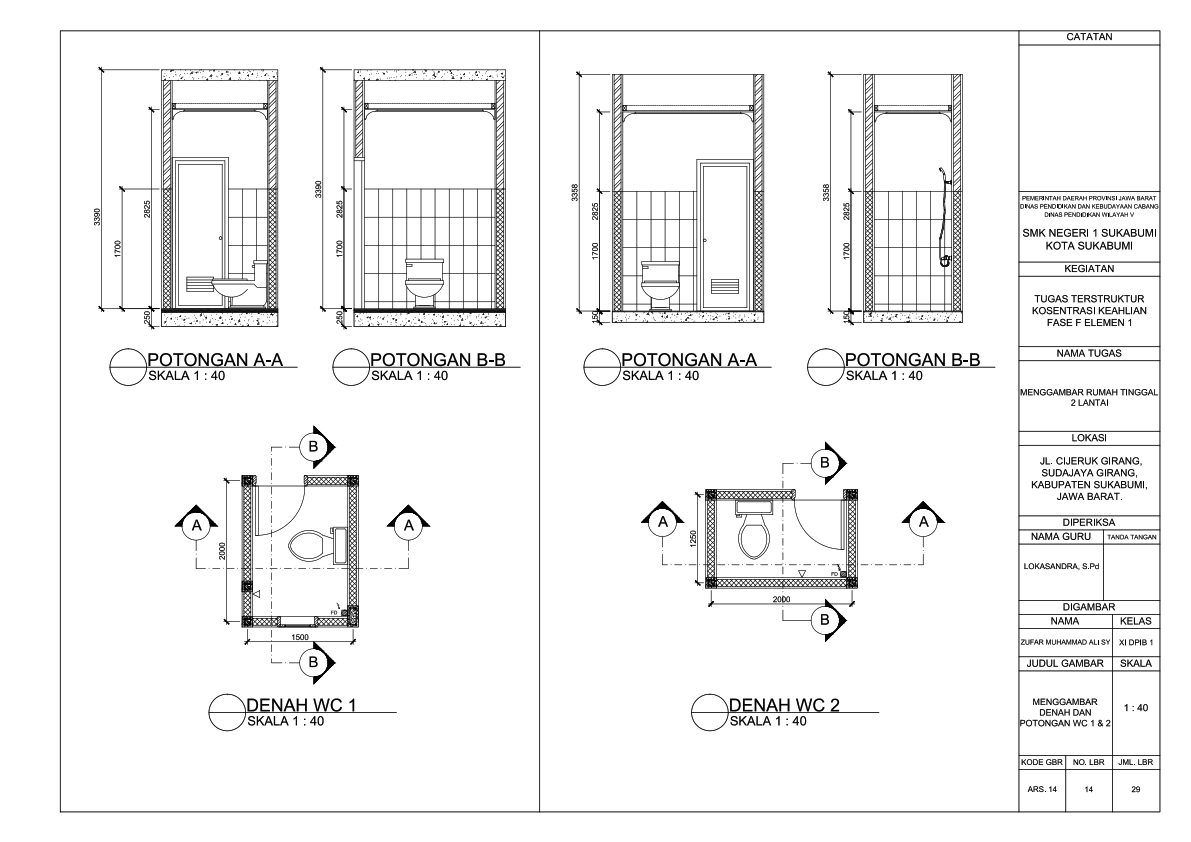 3390
2825
1700
250
POTONGAN A-A
SKALA 1 : 40
3390
2825
1700
250
POTONGAN B-B
SKALA 1 : 40
3358
2825
1700
150
POTONGAN A-A
SKALA 1 : 40
3358
2825
1700
150
POTONGAN B-B
SKALA 1 : 40
B
A
A
2000
FD
1500
B
DENAH WC 1
SKALA 1 : 40
B
A
A
1250
FD
2000
B
DENAH WC 2
SKALA 1 : 40
CATATAN
PEMERINTAH DAERAH PROVINSI JAWA BARAT
DINAS PENDIDIKAN DAN KEBUDAYAAN CABANG
DINAS PENDIDIKAN WILAYAH V
SMK NEGERI 1 SUKABUMI
KOTA SUKABUMI
KEGIATAN
TUGAS TERSTRUKTUR
KOSENTRASI KEAHLIAN
FASE F ELEMEN 1
NAMA TUGAS
MENGGAMBAR RUMAH TINGGAL
2 LANTAI
LOKASI
JL. CIJERUK GIRANG,
SUDAJAYA GIRANG,
KABUPATEN SUKABUMI,
JAWA BARAT.
DIPERIKSA
NAMA GURU TANDA TANGAN
LOKASANDRA, S.Pd
DIGAMBAR
NAMA KELAS
ZUFAR MUHAMMAD ALI SY XI DPIB 1
JUDUL GAMBAR SKALA
MENGGAMBAR
DENAH DAN
POTONGAN WC 1 & 2
1 : 40
KODE GBR NO. LBR JML. LBR
ARS. 14 14 29